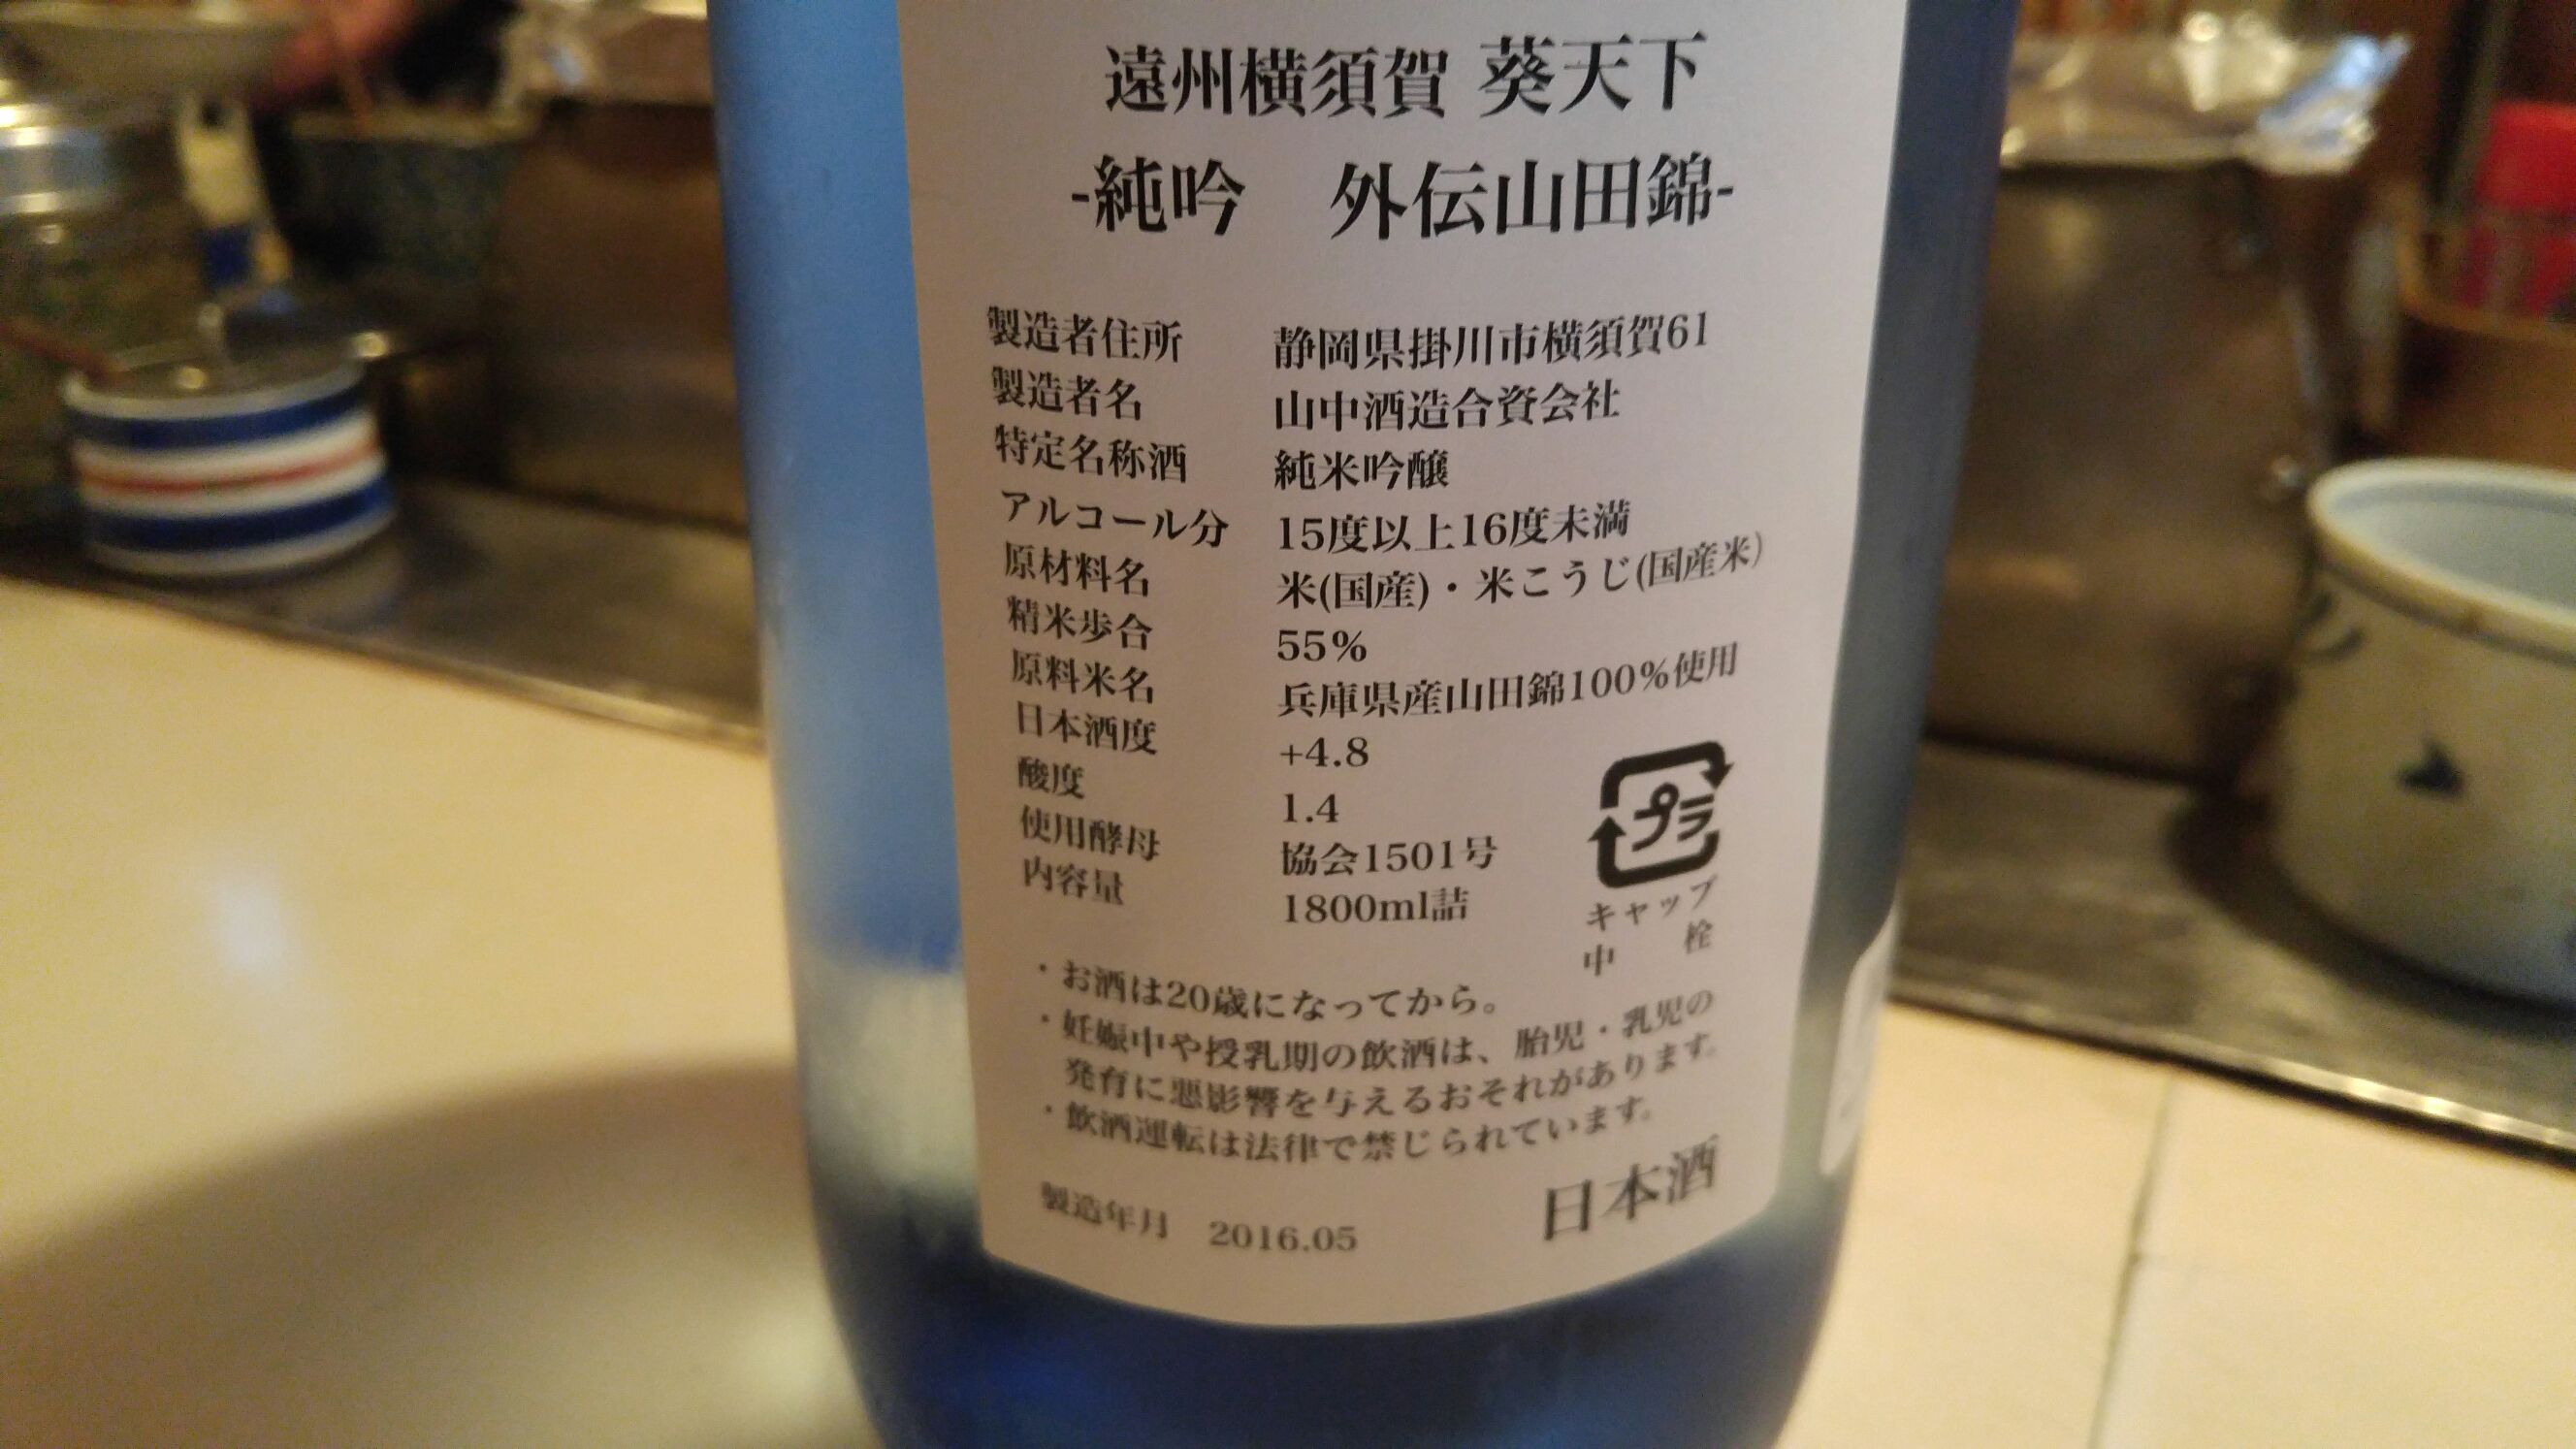 遠州横須賀 葵天下
-純吟　外伝山田錦-
製造者住所　静岡県掛川市横須賀61
製造者名　山中酒造合資会社
特定名称酒　純米吟醸
アルコール分　15度以上16度未満
原材料名　米(国産)・米こうじ(国産米)
精米歩合　55%
原料米名　兵庫県産山田錦100%使用
日本酒度　+4.8
酸度　1.4
使用酵母　協会1501号
内容量　1800ml詰
プラ
キャップ
中　栓
・お酒は20歳になってから。
・妊娠中や授乳期の飲酒は、胎児・乳児の
発育に悪影響を与えるおそれがあります。
・飲酒運転は法律で禁じられています。
製造年月　2016.05
日本酒